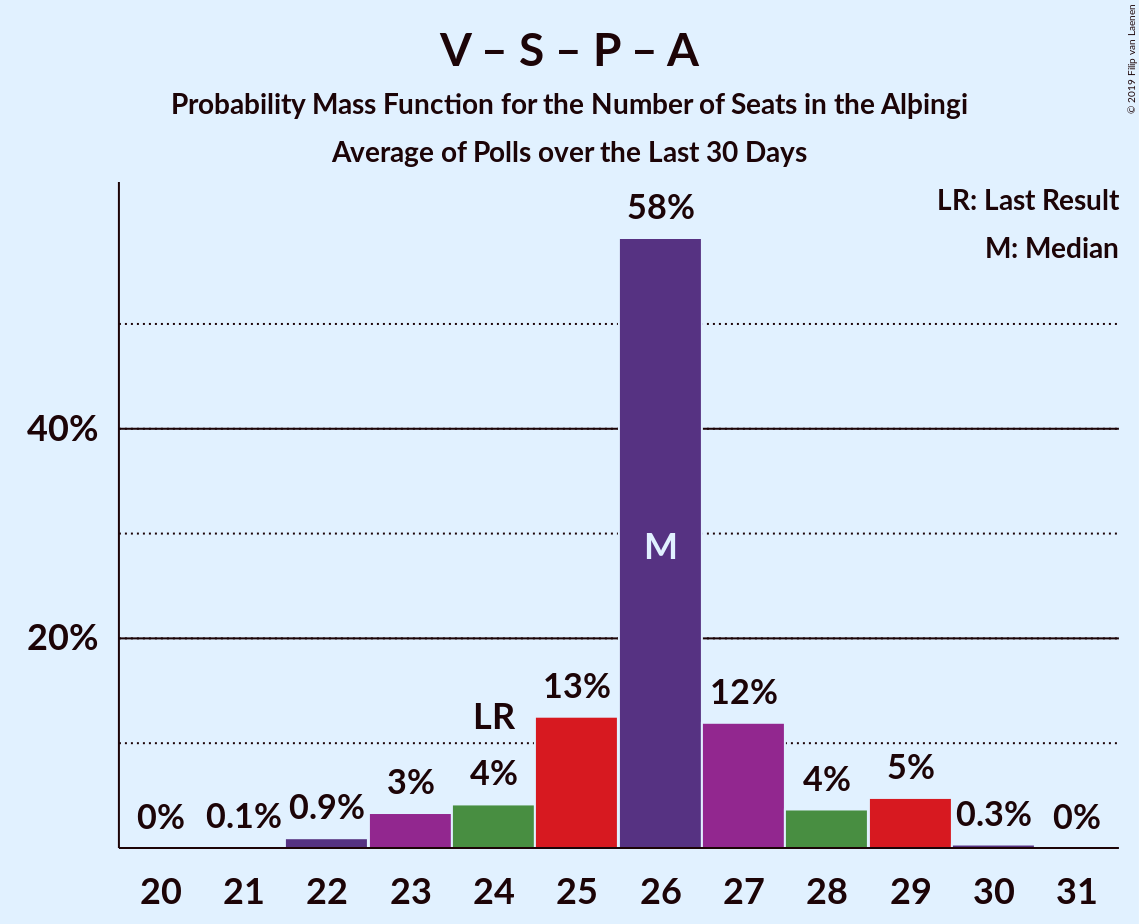 V – S – P – A
Probability Mass Function for the Number of Seats in the Alþingi
Average of Polls over the Last 30 Days
© 2019 Filip van Laenen
LR: Last Result
M: Median
58%
40%
M
20%
13%
12%
LR
4%
3%
0.9%
0.1%
0%
4%
5%
0.3%
0%
20 21 22 23 24 25 26 27 28 29 30 31